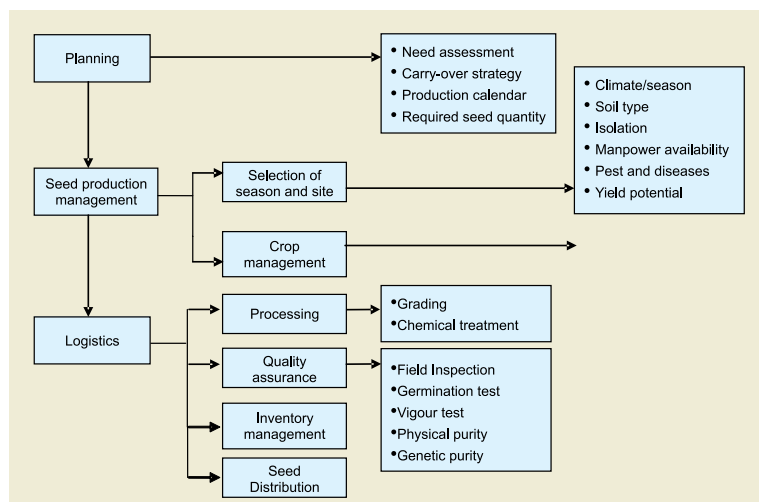 Planning
• Need assessment
• Carry-over strategy
• Production calendar
• Required seed quantity
• Climate/season
• Soil type
• Isolation
• Manpower availability
• Pest and diseases
• Yield potential
Seed production
management
Selection of
season and site
Crop
management
Logistics
Processing
•Grading
•Chemical treatment
Quality
assurance
•Field Inspection
•Germination test
•Vigour test
•Physical purity
•Genetic purity
Inventory
management
Seed
Distribution